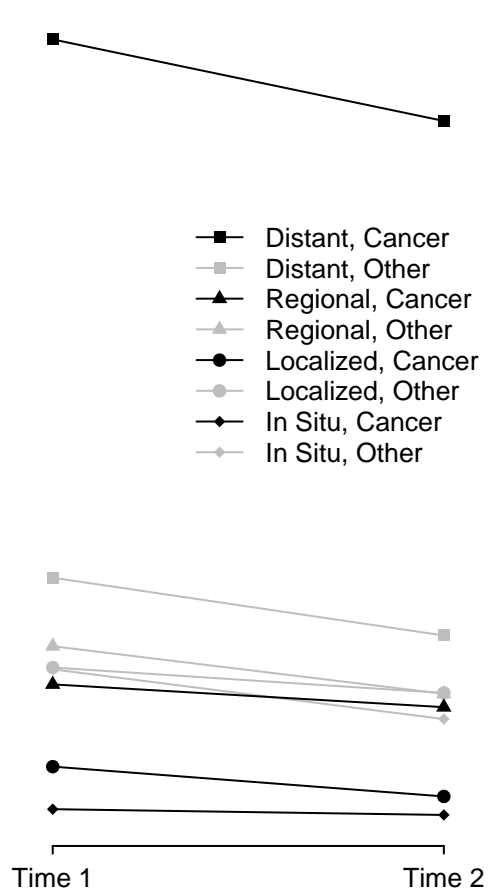 Distant, Cancer
Distant, Other
Regional, Cancer
Regional, Other
Localized, Cancer
Localized, Other
In Situ, Cancer
In Situ, Other
Time 1 Time 2